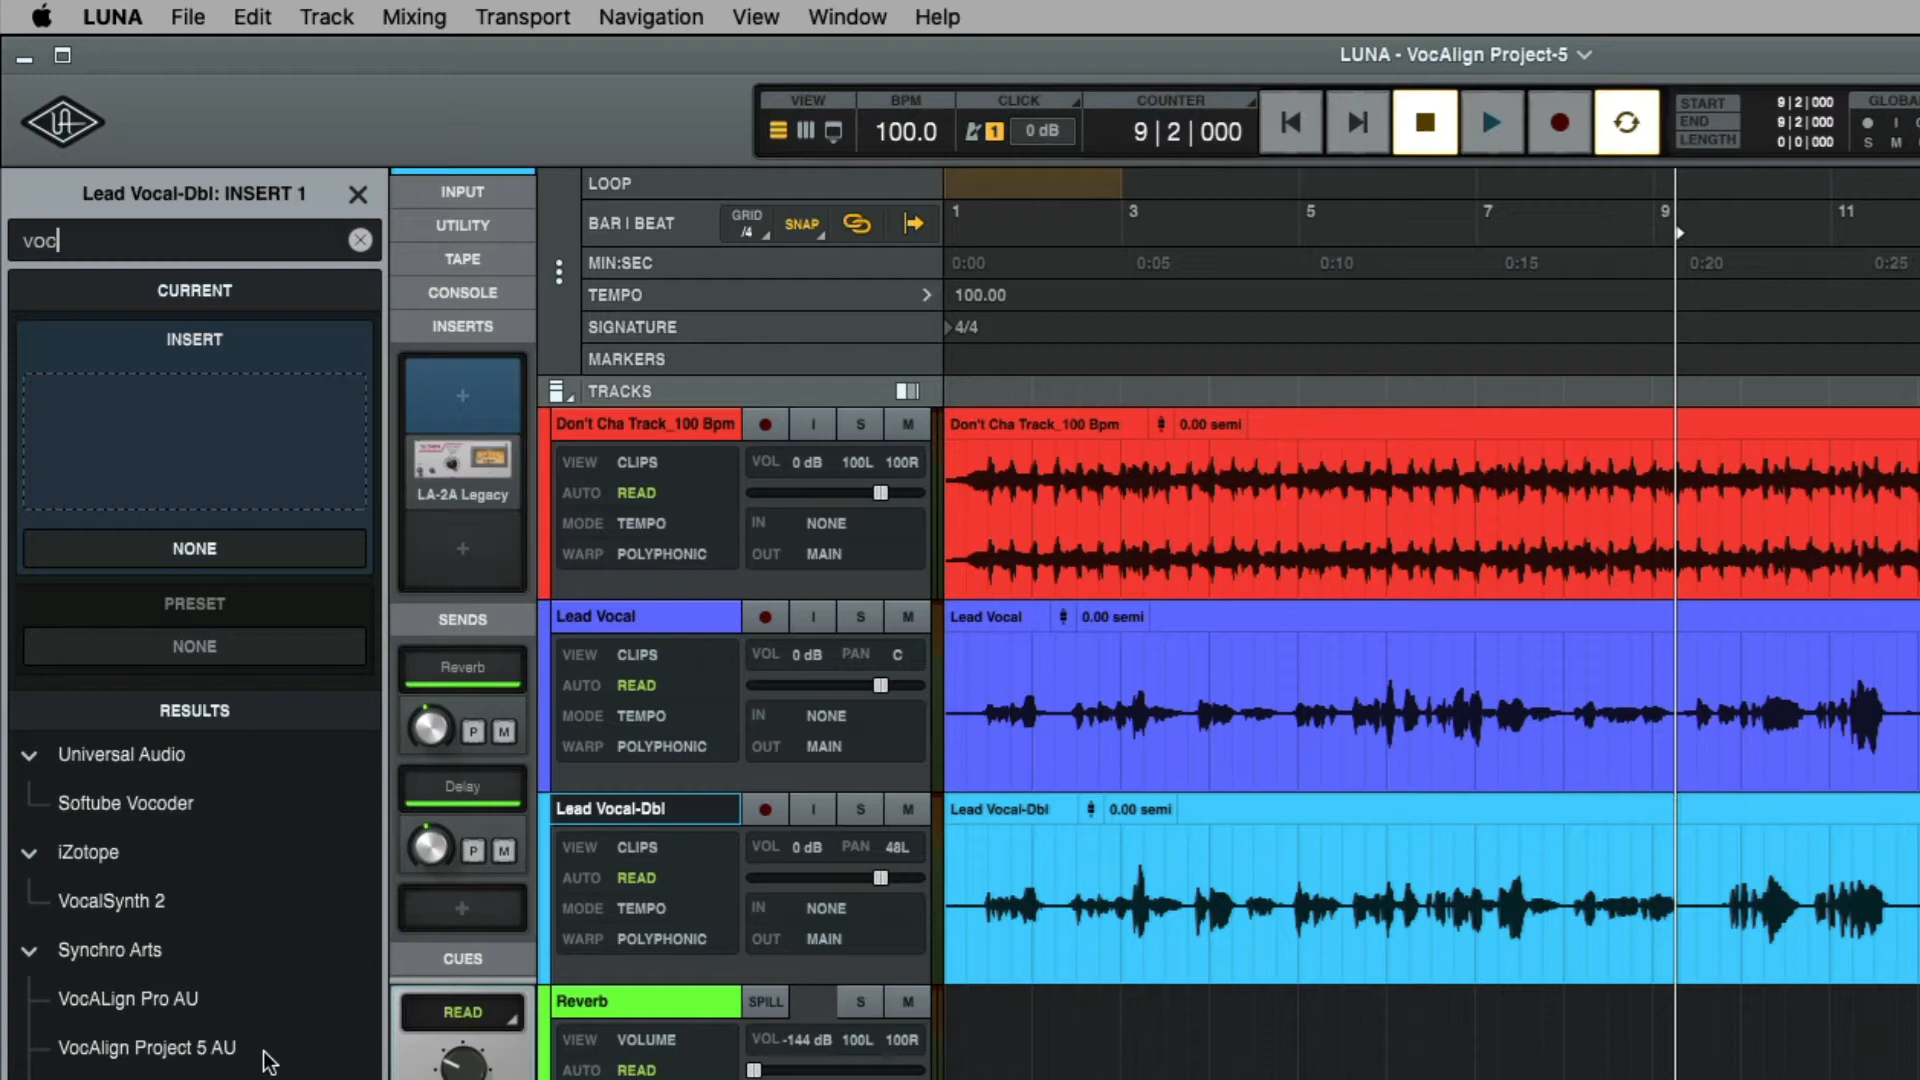 LUNA File Edit Track Mixing Transport Navigation View Window Help
LUNA - VocAlign Project-5
VIEW BPM CLICK COUNTER
100.0 1 0 dB 9 | 2 | 000
START 9 | 2 | 000
END 9 | 2 | 000
LENGTH 0 | 0 | 000
GLOBA
S M
Lead Vocal-Dbl: INSERT 1
voc
CURRENT
INSERT
NONE
PRESET
NONE
RESULTS
Universal Audio
Softube Vocoder
iZotope
VocalSynth 2
Synchro Arts
VocALign Pro AU
VocAlign Project 5 AU
INPUT
UTILITY
TAPE
CONSOLE
INSERTS
LA-2A Legacy
SENDS
Reverb
P M
Delay
P M
CUES
READ
LOOP
BAR | BEAT GRID /4 SNAP 1 3 5 7 9 11
MIN:SEC 0:00 0:05 0:10 0:15 0:20 0:25
TEMPO 100.00
SIGNATURE 4/4
MARKERS
TRACKS
Don't Cha Track_100 Bpm I S M
VIEW CLIPS VOL 0 dB 100L 100R
AUTO READ
MODE TEMPO IN NONE
WARP POLYPHONIC OUT MAIN
Don't Cha Track_100 Bpm 0.00 semi
Lead Vocal I S M
VIEW CLIPS VOL 0 dB PAN C
AUTO READ
MODE TEMPO IN NONE
WARP POLYPHONIC OUT MAIN
Lead Vocal 0.00 semi
Lead Vocal-Dbl I S M
VIEW CLIPS VOL 0 dB PAN 48L
AUTO READ
MODE TEMPO IN NONE
WARP POLYPHONIC OUT MAIN
Lead Vocal-Dbl 0.00 semi
Reverb SPILL S M
VIEW VOLUME VOL -144 dB 100L 100R
AUTO READ